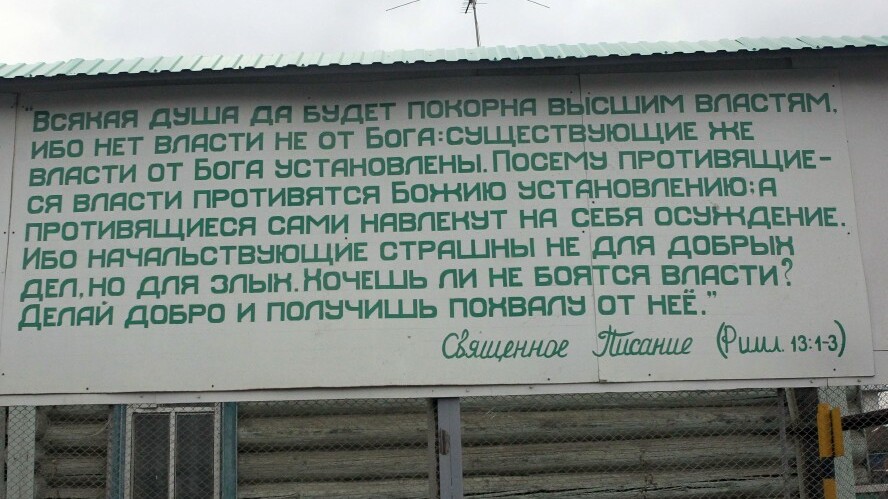 "Всякая душа да будет покорна высшим властям,
ибо нет власти не от Бога:существующие же
власти от Бога установлены.Посему противящие-
ся власти противятся Божию установлению;а
противящиеся сами навлекут на себя осуждение.
Ибо начальствующие страшны не для добрых
дел,но для злых.Хочешь ли не боятся власти?
Делай добро и получишь похвалу от неё."
Священное Писание (Римл. 13:1-3)